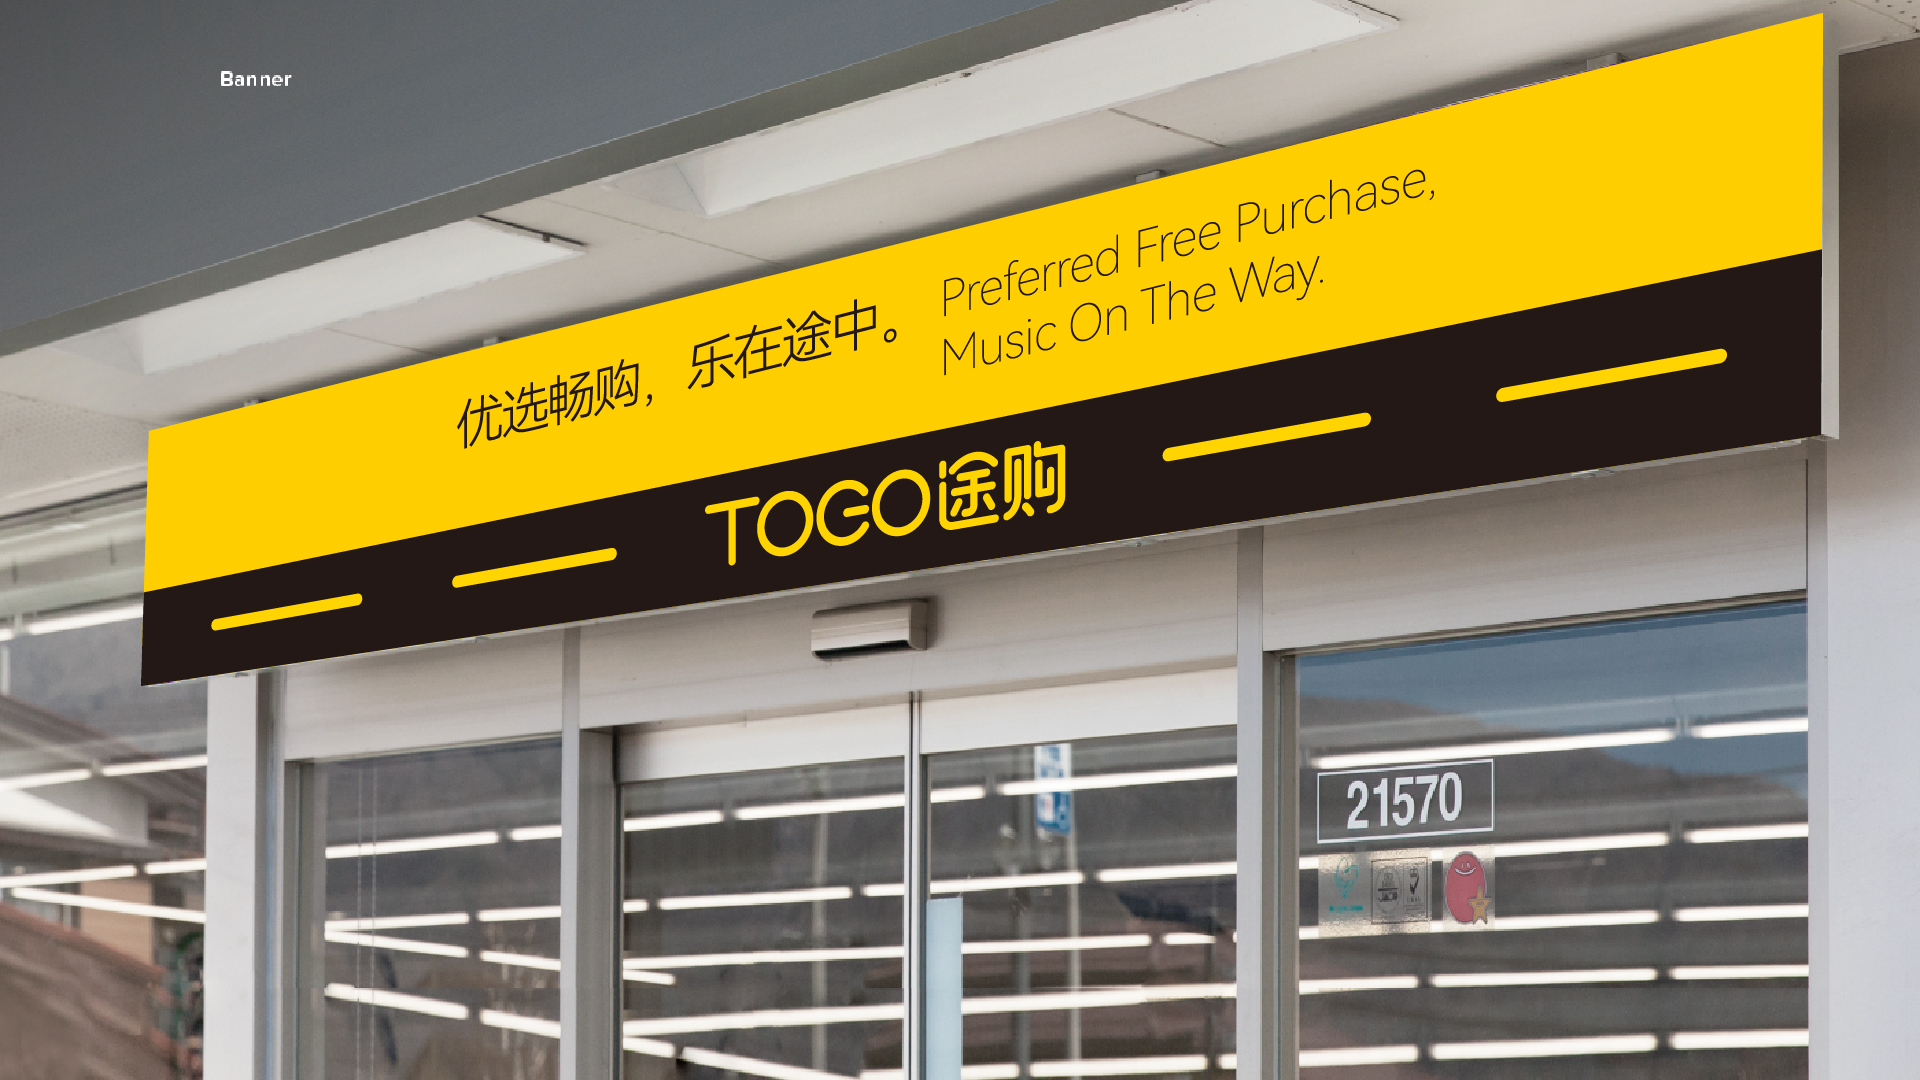 Banner
优选畅购，乐在途中。
Preferred Free Purchase,
Music On The Way.
TOGO途购
21570